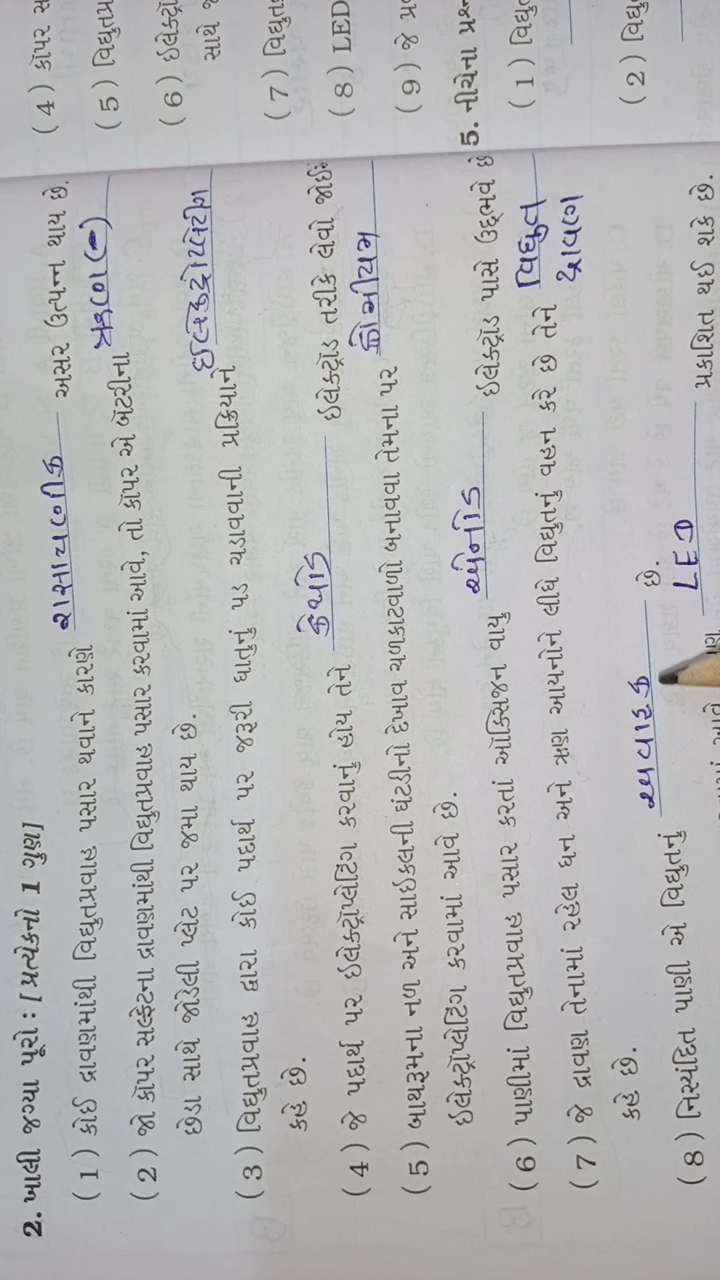 2. ખાલી જગ્યા પૂરો : [પ્રત્યેકનો 1 ગુણ]
(1) કોઈ દ્રાવણમાંથી વિદ્યુતપ્રવાહ પસાર થવાને કારણે રાસાયણીક અસર ઉત્પન્ન થાય છે.
(2) જો કૉપર સલ્ફેટના દ્રાવણમાંથી વિદ્યુતપ્રવાહ પસાર કરવામાં આવે, તો કૉપર એ બૅટરીના (-)
છેડા સાથે જોડેલી પ્લેટ પર જમા થાય છે.
(3) વિદ્યુતપ્રવાહ દ્વારા કોઈ પદાર્થ પર જરૂરી ધાતુનું પડ ચડાવવાની પ્રક્રિયાને ઈલેક્ટ્રોપ્લેટીંગ
કહે છે.
(4) જે પદાર્થ પર ઇલેક્ટ્રૉપ્લેટિંગ કરવાનું હોય તેને કેથોડ ઇલેક્ટ્રૉડ તરીકે લેવો
(5) બાથરૂમના નળ અને સાઇકલની ઘંટડીનો દેખાવ ચળકાટવાળો બનાવવા તેમના પર ક્રોમીયમ
ઇલેક્ટ્રૉપ્લેટિંગ કરવામાં આવે છે.
(6) પાણીમાં વિદ્યુતપ્રવાહ પસાર કરતાં ઑક્સિજન વાયુ એનોડ ઇલેક્ટ્રૉડ પાસે ઉદ્ભવે છે
(7) જે દ્રાવણ તેનામાં રહેલ ધન અને ઋણ આયનોને લીધે વિદ્યુતનું વહન કરે છે તેને વિદ્યુત
દ્રાવણ
કહે છે.
(8) નિસ્યંદિત પાણી એ વિદ્યુતનું અવાહક છે.
LED પ્રકાશિત થઈ શકે છે.
(4) કૉપર સ
(5) વિદ્યુતપ્ર
(6) ઇલેક્ટ્રૉ
સાથે
(7)
(8) LED
(9) જે પ્ર
5. નીચેના પ્રશ્ન
(1)
(2)